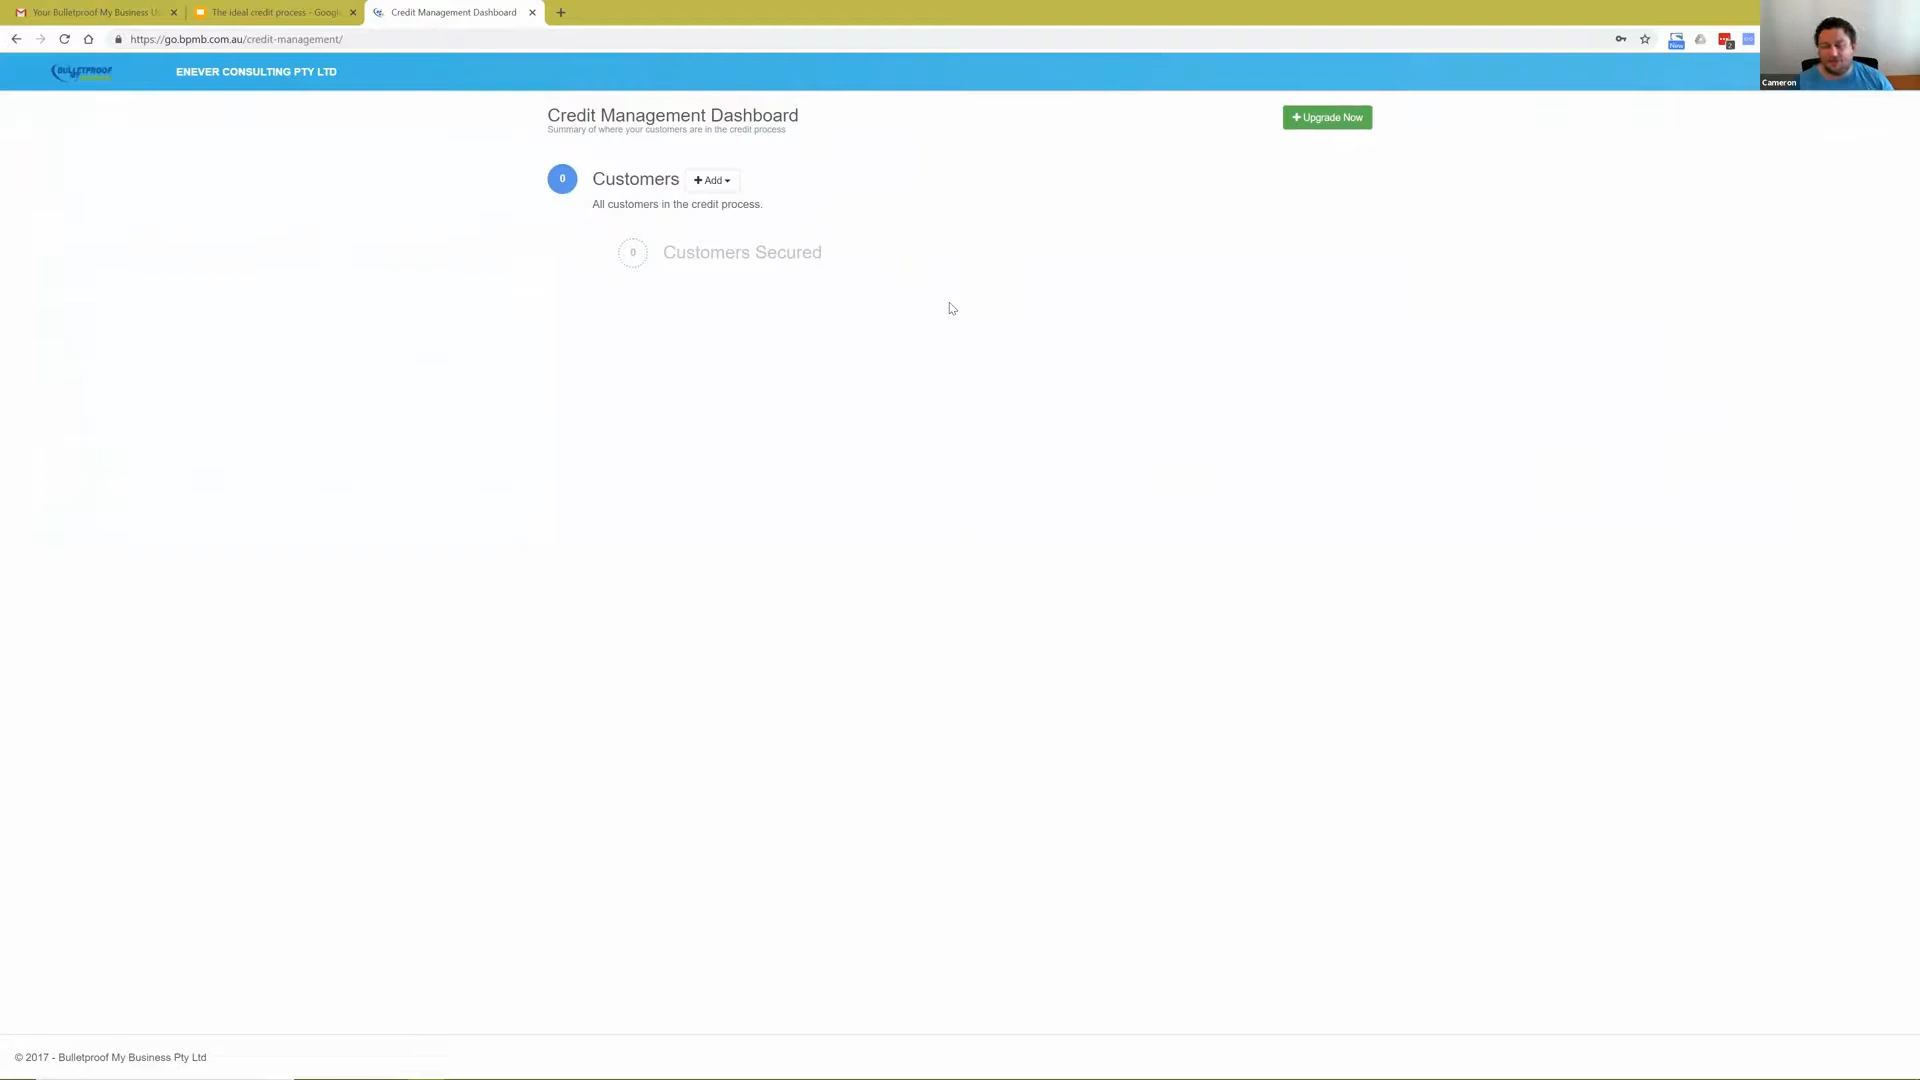 Your Bulletproof My Business U
The ideal credit process - Googl
Credit Management Dashboard
https://go.bpmb.com.au/credit-management/
New
2
BULLETPROOF
ENEVER CONSULTING PTY LTD
Cameron
Credit Management Dashboard
Summary of where your customers are in the credit process
Upgrade Now
0
Customers
Add
All customers in the credit process.
0
Customers Secured
© 2017 - Bulletproof My Business Pty Ltd